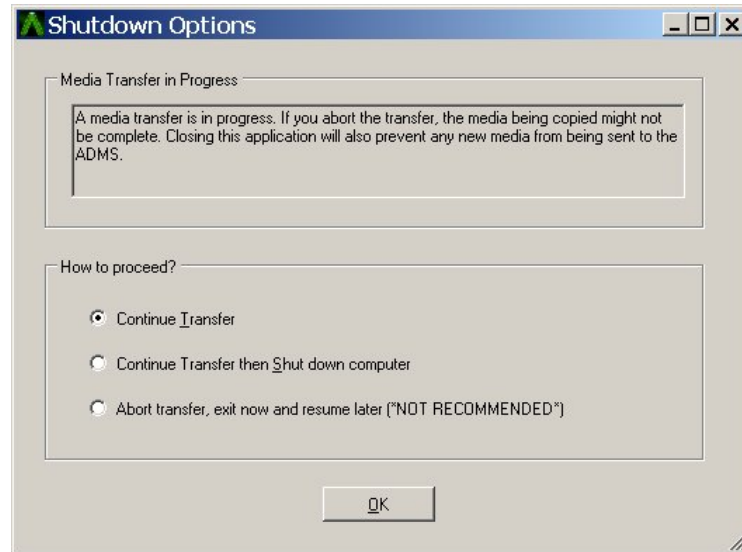 Shutdown Options
Media Transfer in Progress
A media transfer is in progress. If you abort the transfer, the media being copied might not
be complete. Closing this application will also prevent any new media from being sent to the
ADMS.
How to proceed?
Continue Transfer
Continue Transfer then Shut down computer
Abort transfer, exit now and resume later (*NOT RECOMMENDED*)
OK